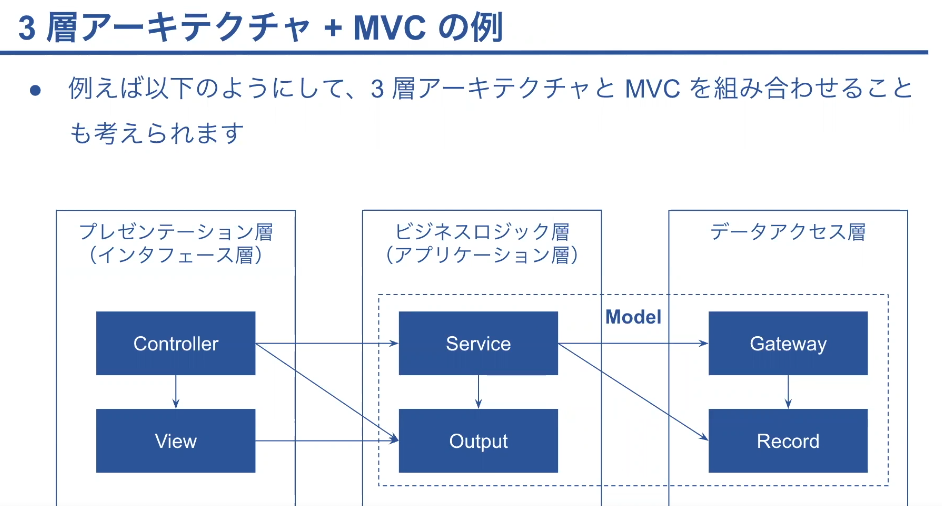 3 層アーキテクチャ + MVC の例
● 例えば以下のようにして、3 層アーキテクチャと MVC を組み合わせること
も考えられます
プレゼンテーション層
（インタフェース層）
ビジネスロジック層
（アプリケーション層）
データアクセス層
Model
Controller
Service
Gateway
View
Output
Record